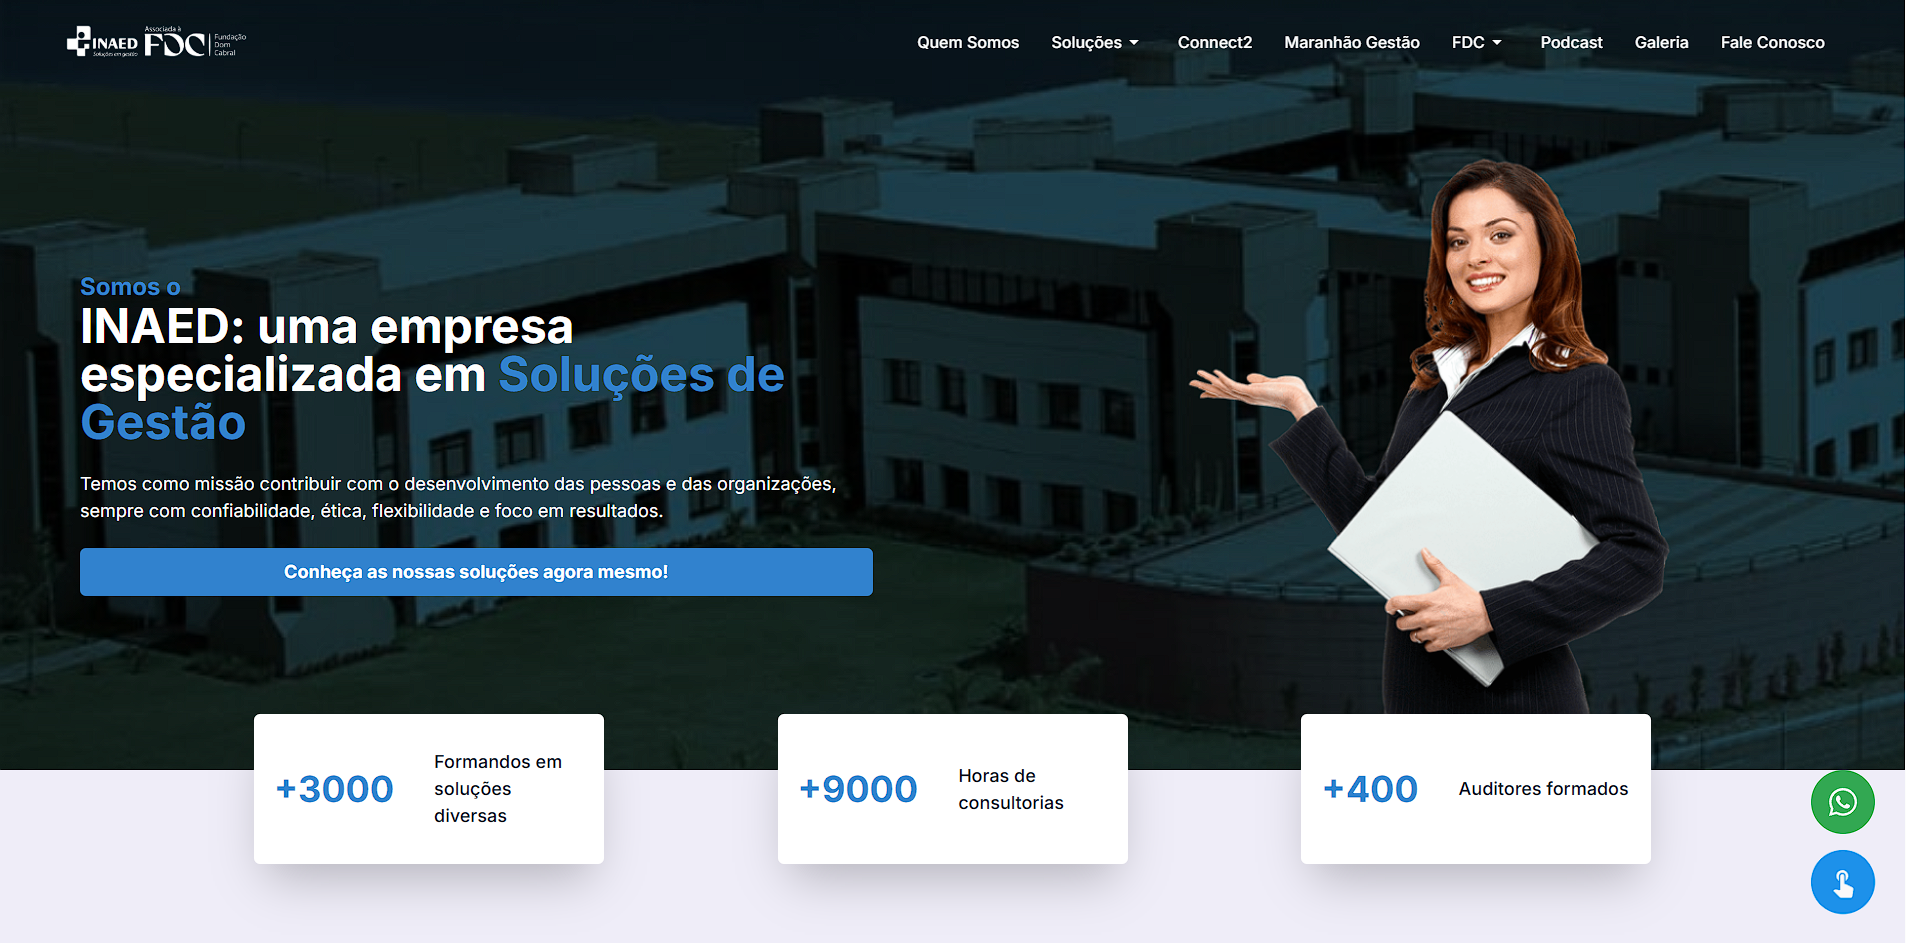 INAED
Soluções em gestão
Associada à
FDC
Fundação
Dom
Cabral
Quem Somos
Soluções
Connect2
Maranhão Gestão
FDC
Podcast
Galeria
Fale Conosco
Somos o
INAED: uma empresa
especializada em Soluções de
Gestão
Temos como missão contribuir com o desenvolvimento das pessoas e das organizações,
sempre com confiabilidade, ética, flexibilidade e foco em resultados.
Conheça as nossas soluções agora mesmo!
+3000
Formandos em
soluções
diversas
+9000
Horas de
consultorias
+400
Auditores formados